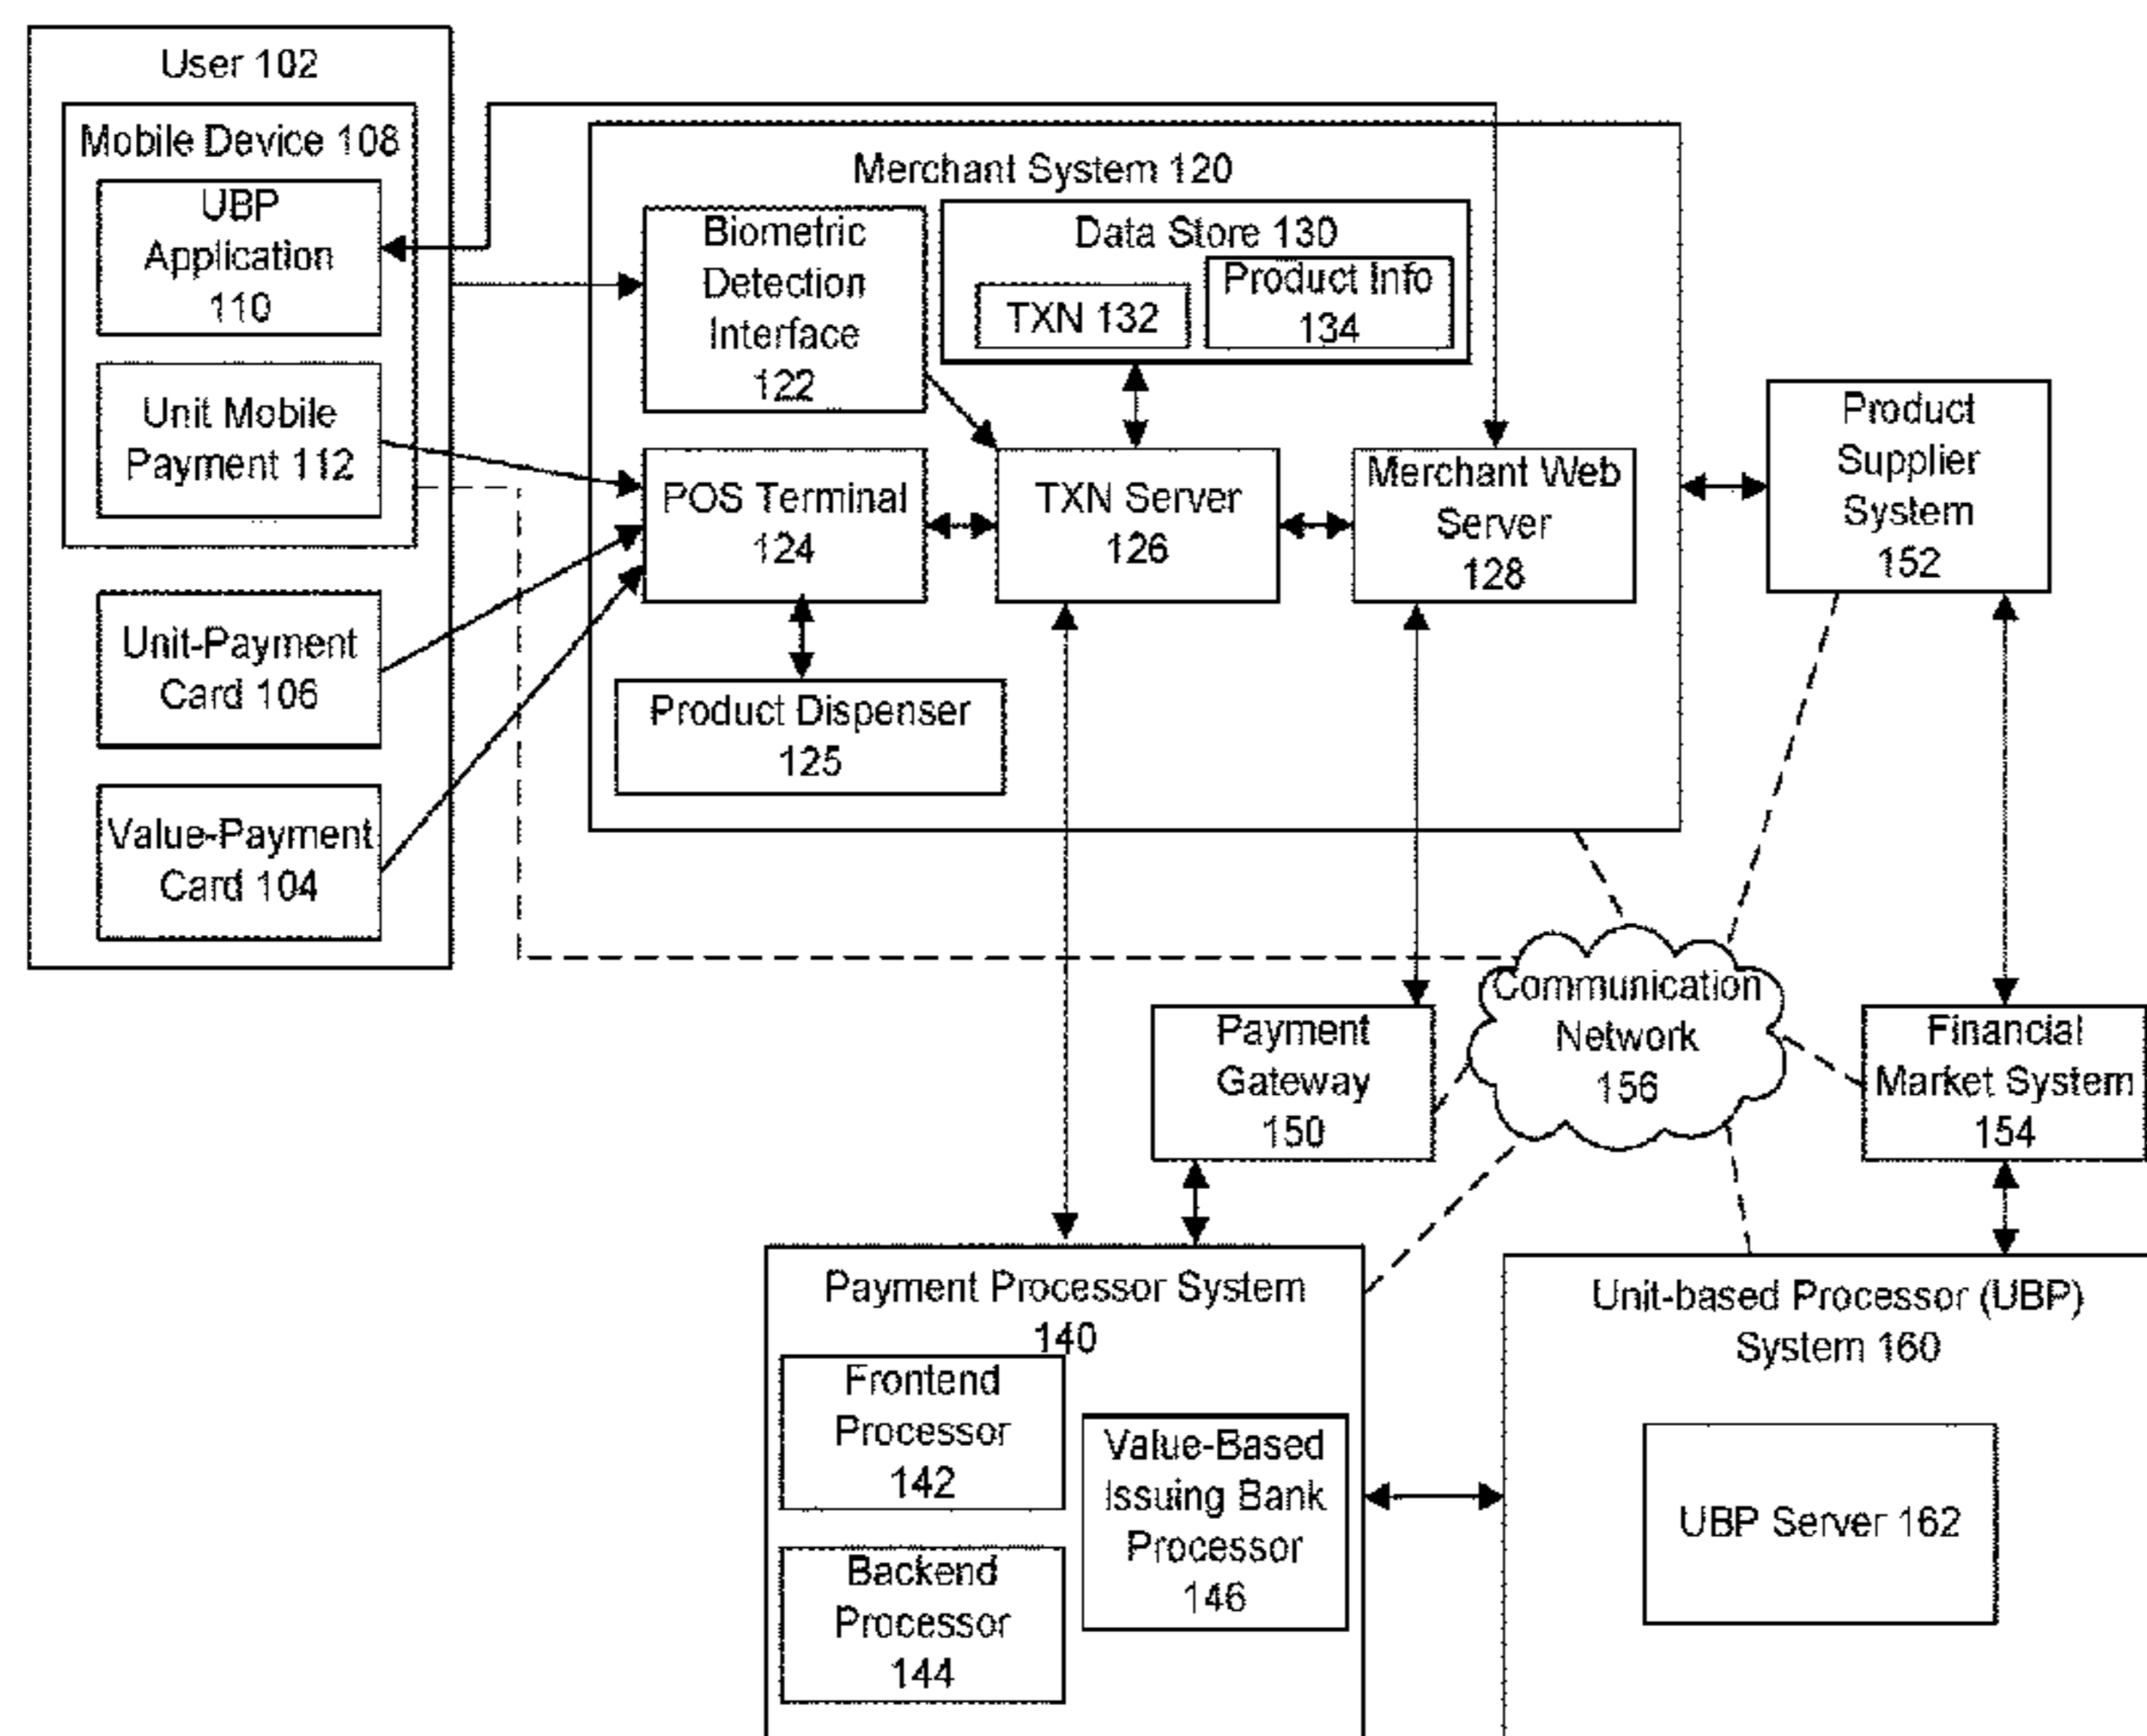 User 102
Mobile Device 108
UBP
Application
110
Unit Mobile
Payment 112
Unit-Payment
Card 106
Value-Payment
Card 104
Merchant System 120
Biometric
Detection
Interface
122
Data Store 130
TXN 132
Product Info
134
POS Terminal
124
TXN Server
126
Merchant Web
Server
128
Product Dispenser
125
Product
Supplier
System
152
Payment
Gateway
150
Communication
Network
156
Financial
Market System
154
Payment Processor System
140
Frontend
Processor
142
Backend
Processor
144
Value-Based
Issuing Bank
Processor
146
Unit-based Processor (UBP)
System 160
UBP Server 162